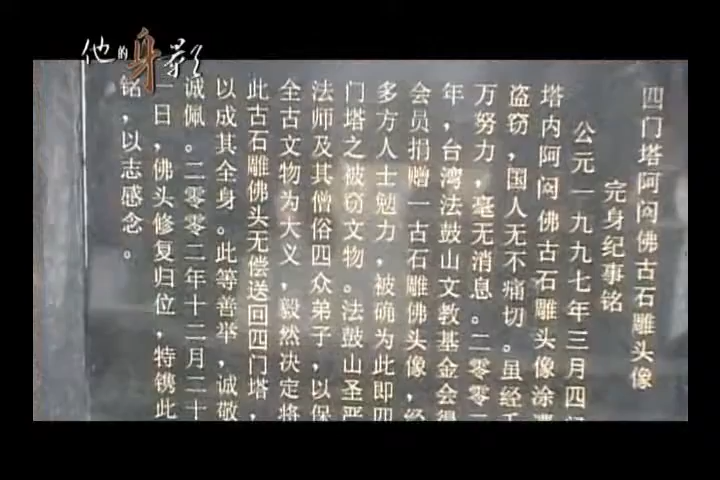 他的身影
四门塔阿閦佛古石雕头像
完身纪事铭
公元一九九七年三月四门
塔内阿閦佛古石雕头像涂遭
盗窃，国人无不痛切。虽经千
万努力，毫无消息。二零零二
年，台湾法鼓山文教基金会得
会员捐赠一古石雕佛头像，经
多方人士勉力，被确为此即四
门塔之被窃文物。法鼓山圣严
法师及其僧俗四众弟子，以保
全古文物为大义，毅然决定将
此古石雕佛头无偿送回四门塔，
以成其全身。此等善举，诚敬
诚佩。二零零二年十二月二十
一日，佛头修复归位，特镌此
铭，以志感念。